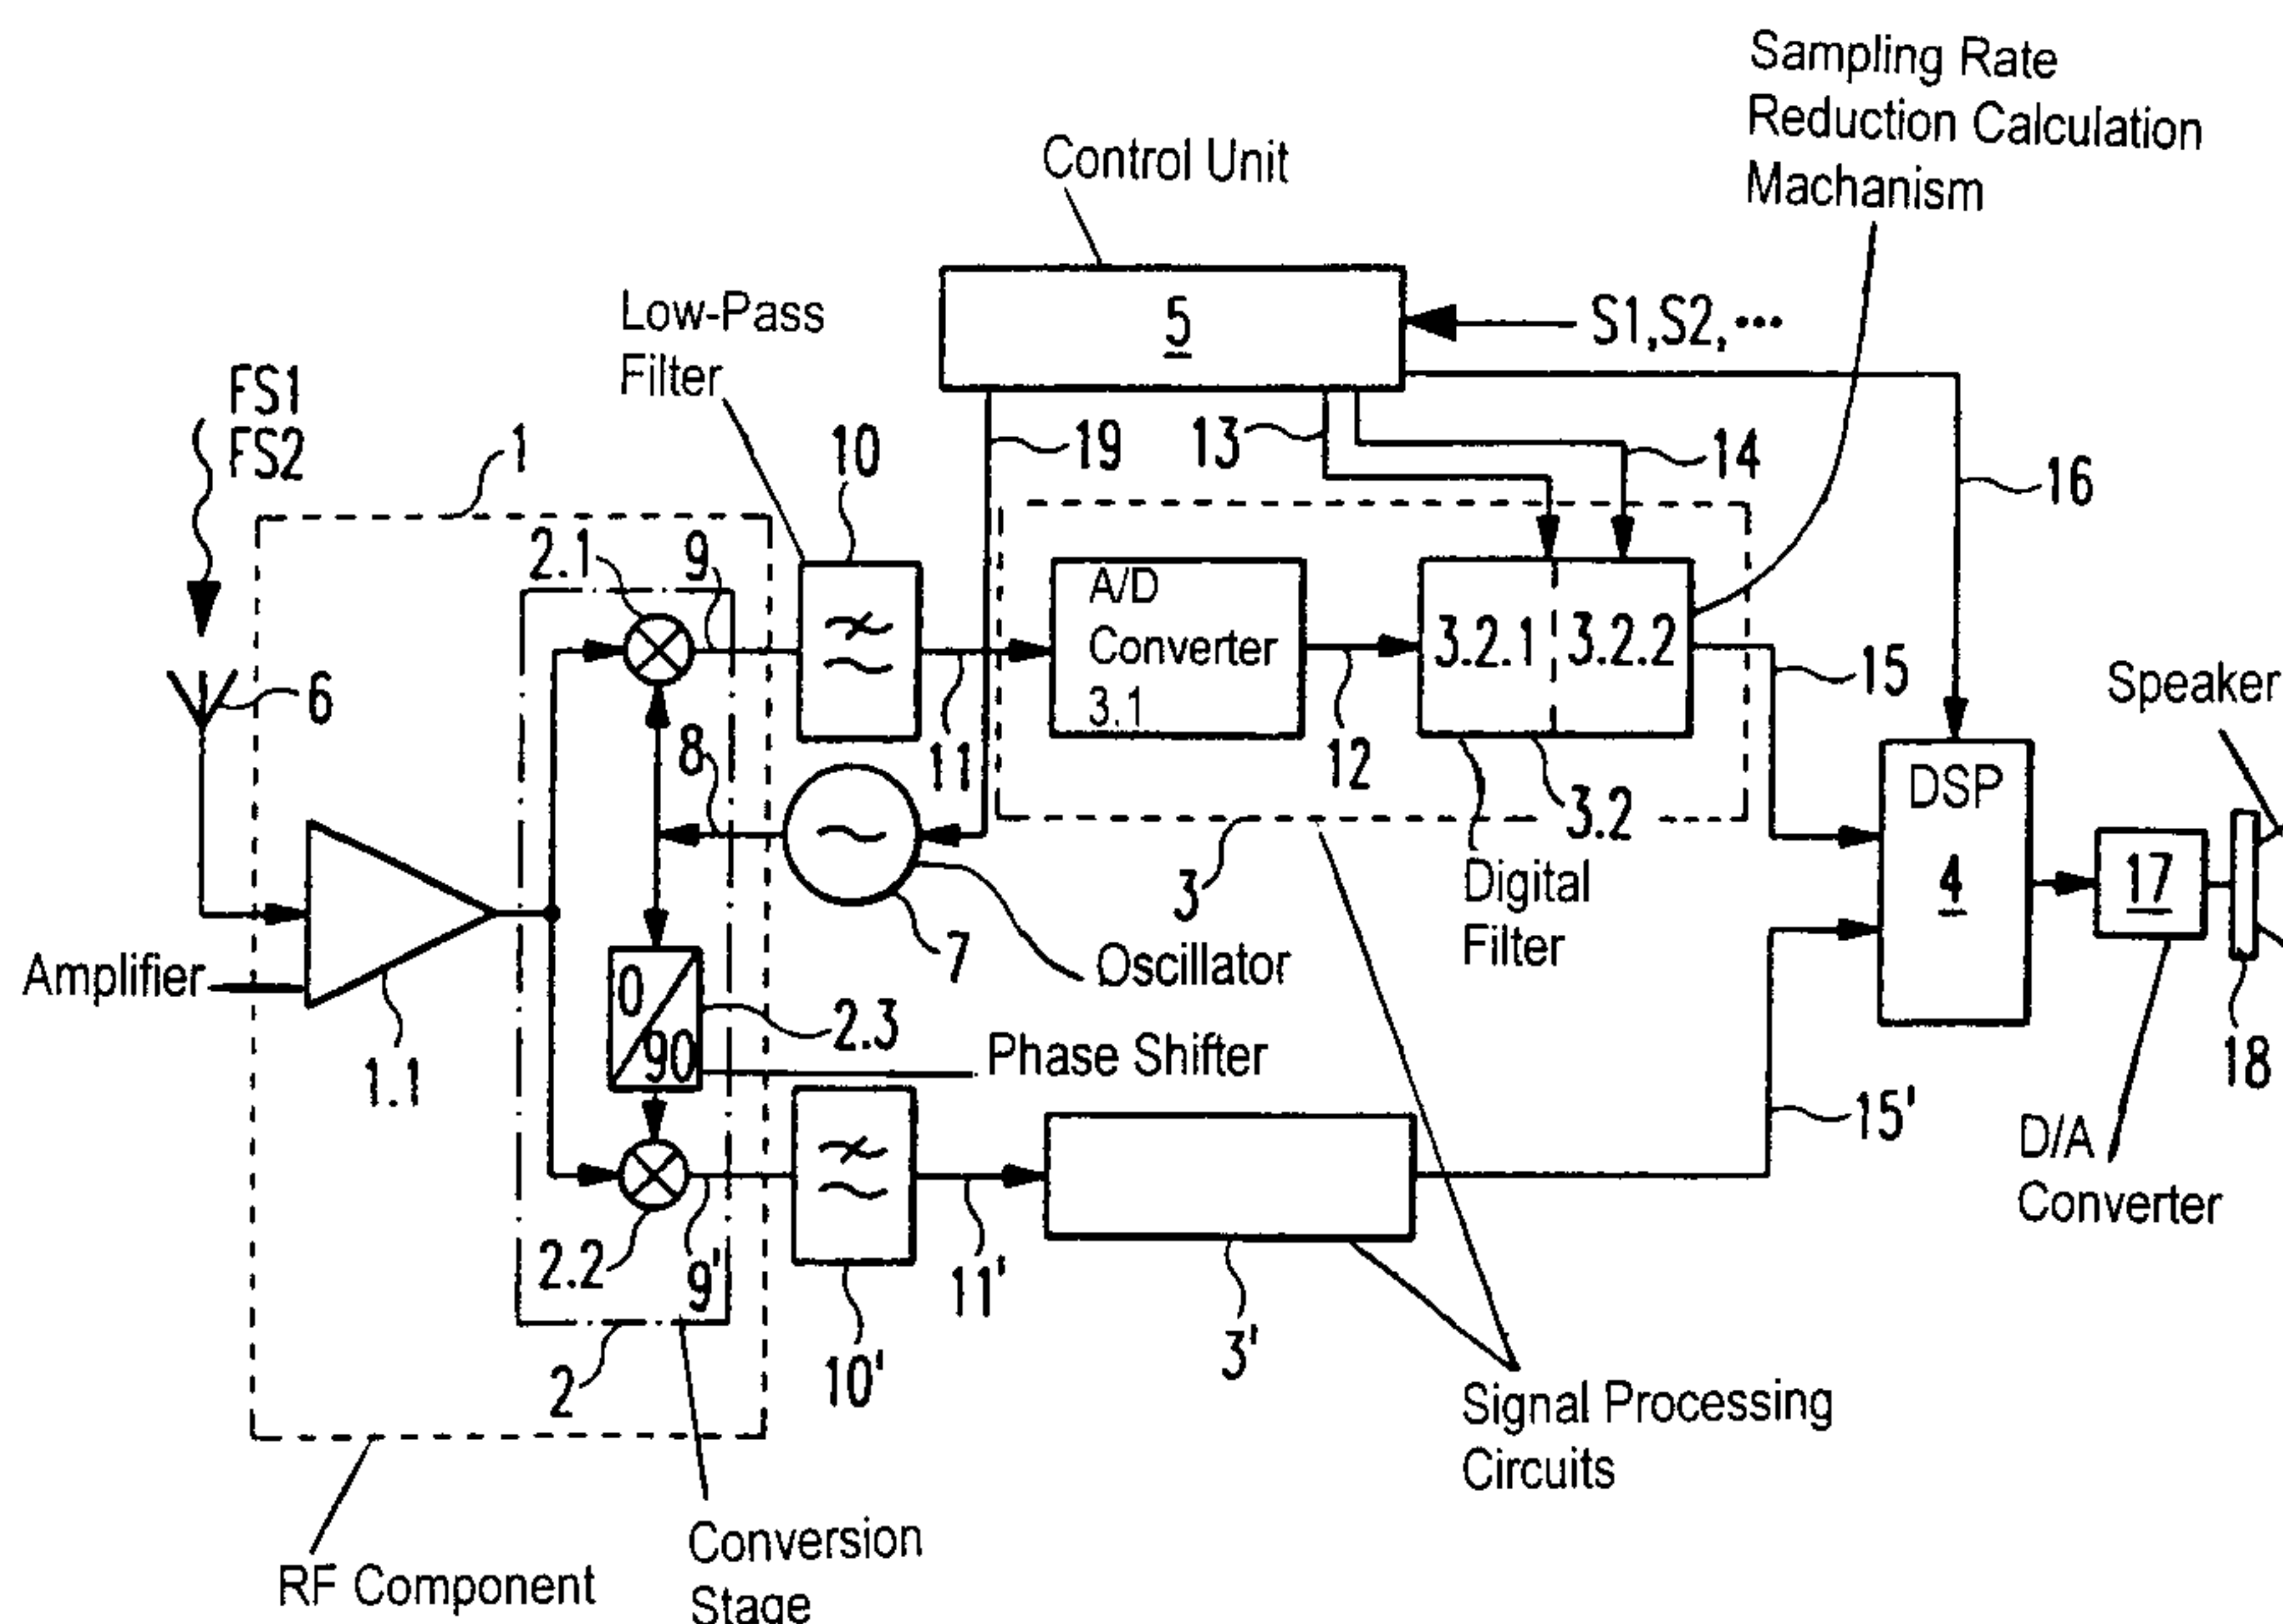 Sampling Rate
Reduction Calculation
Machanism
Control Unit
5
S1,S2,•••
Low-Pass
Filter
FS1
FS2
1
10
19
13
14
16
2.1
9
A/D
Converter
3.1
3.2.1
3.2.2
15
Speaker
6
8
11
12
DSP
4
17
3
3.2
Digital
Filter
7
Oscillator
Amplifier
1.1
0
90
2.3
Phase Shifter
18
15'
D/A
Converter
2.2
9'
11'
3'
10'
2
Signal Processing
Circuits
RF Component
Conversion
Stage